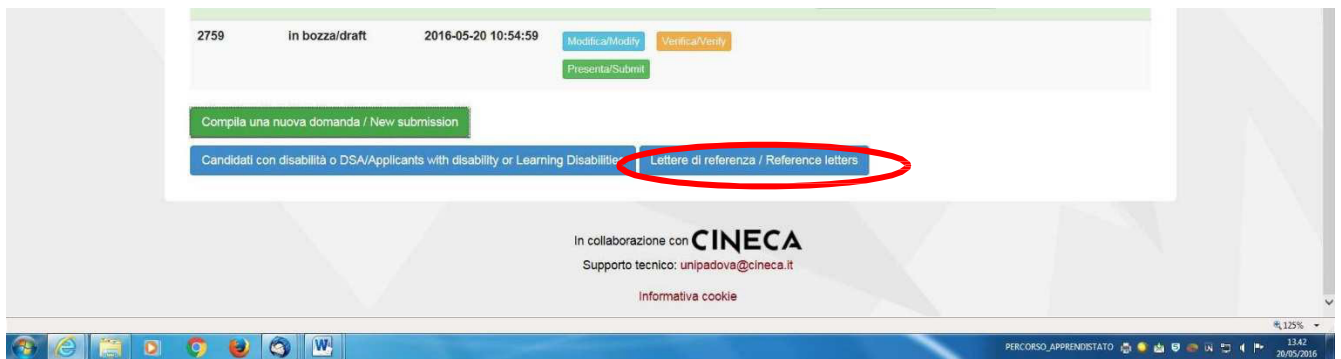 2759 in bozza/draft 2016-05-20 10:54:59 Modifica/Modify Verifica/Verify
Presenta/Submit
Compila una nuova domanda / New submission
Candidati con disabilità o DSA/Applicants with disability or Learning Disabilities Lettere di referenza / Reference letters
In collaborazione con CINECA
Supporto tecnico: unipadova@cineca.it
Informativa cookie
125%
PERCORSO_APPRENDISTATO 13.42
20/05/2016